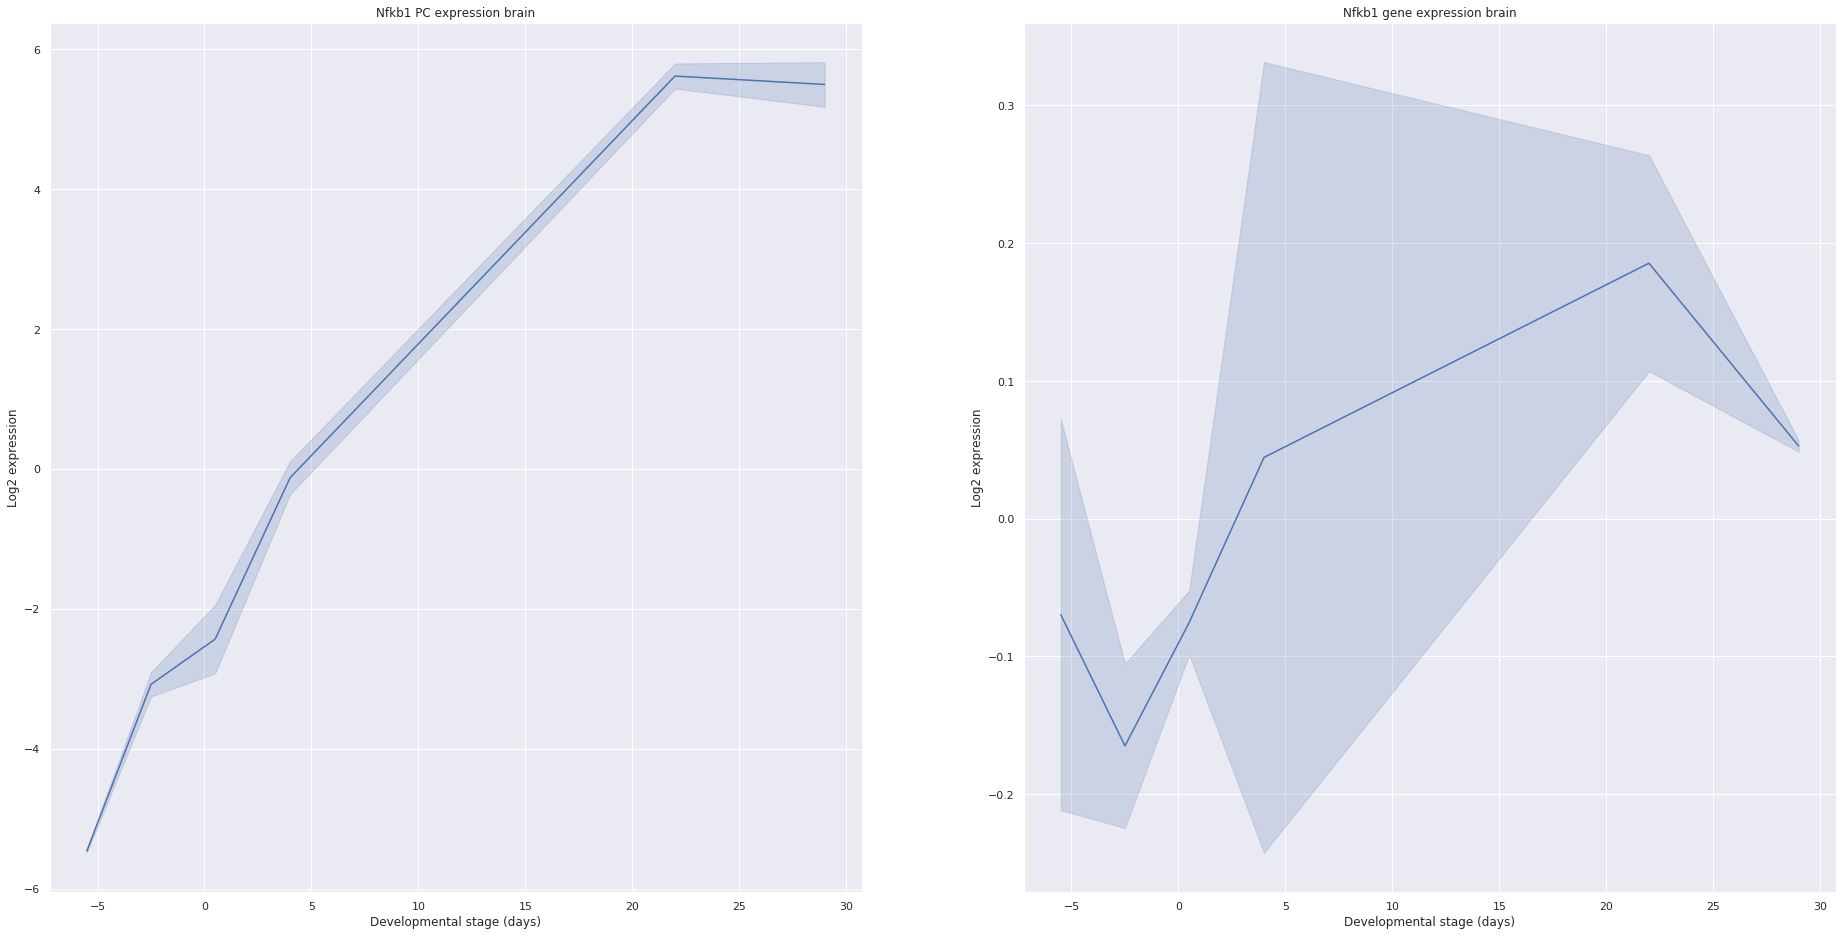 Nfkb1 PC expression brain
6
4
2
0
−2
−4
−6
Log2 expression
−5 0 5 10 15 20 25 30
Developmental stage (days)
Nfkb1 gene expression brain
0.3
0.2
0.1
0.0
−0.1
−0.2
Log2 expression
−5 0 5 10 15 20 25 30
Developmental stage (days)